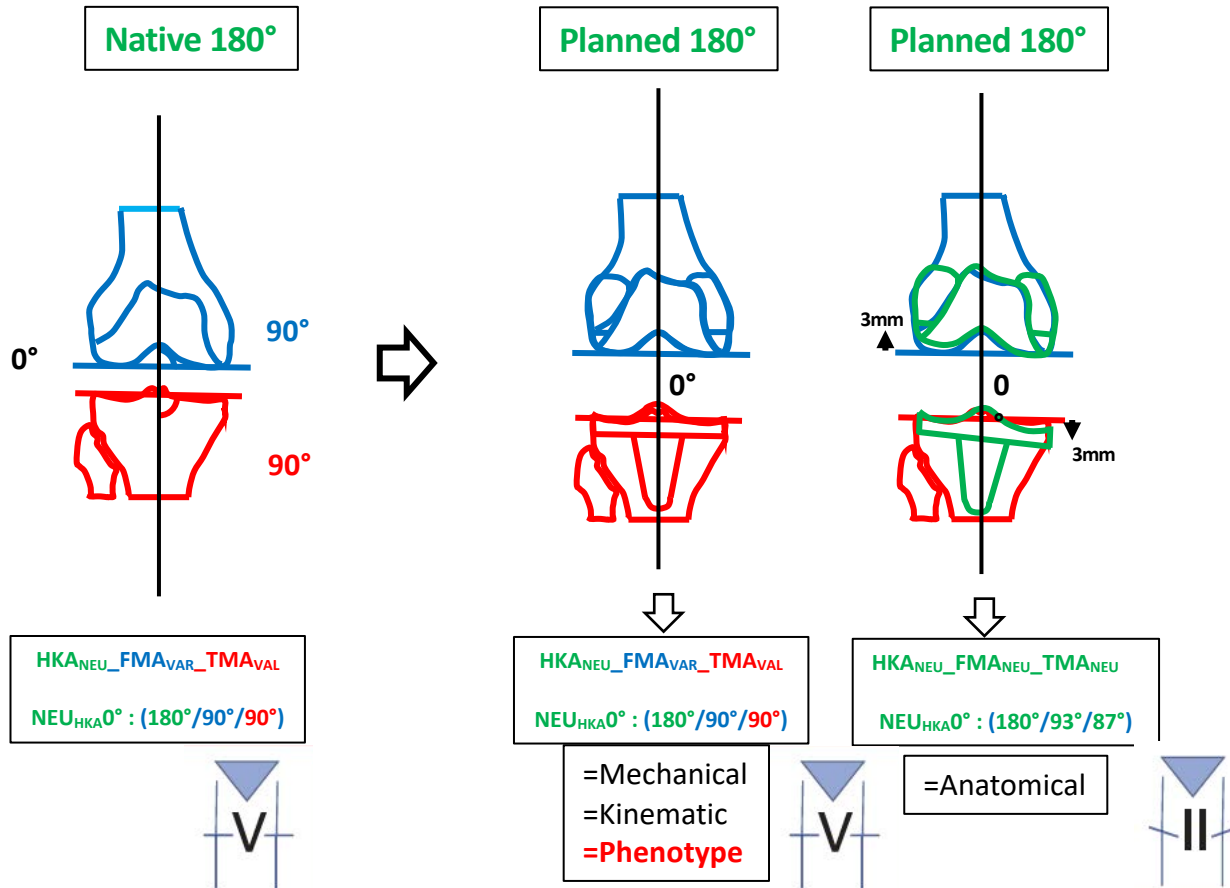 Native 180°
Planned 180°
Planned 180°
90°
0°
90°
0°
3mm
0
°
3mm
HKANEU_FMAVAR_TMAVAL
NEUHKA0° : (180°/90°/90°)
HKANEU_FMAVAR_TMAVAL
NEUHKA0° : (180°/90°/90°)
HKANEU_FMANEU_TMANEU
NEUHKA0° : (180°/93°/87°)
V
=Mechanical
=Kinematic
=Phenotype
V
=Anatomical
II